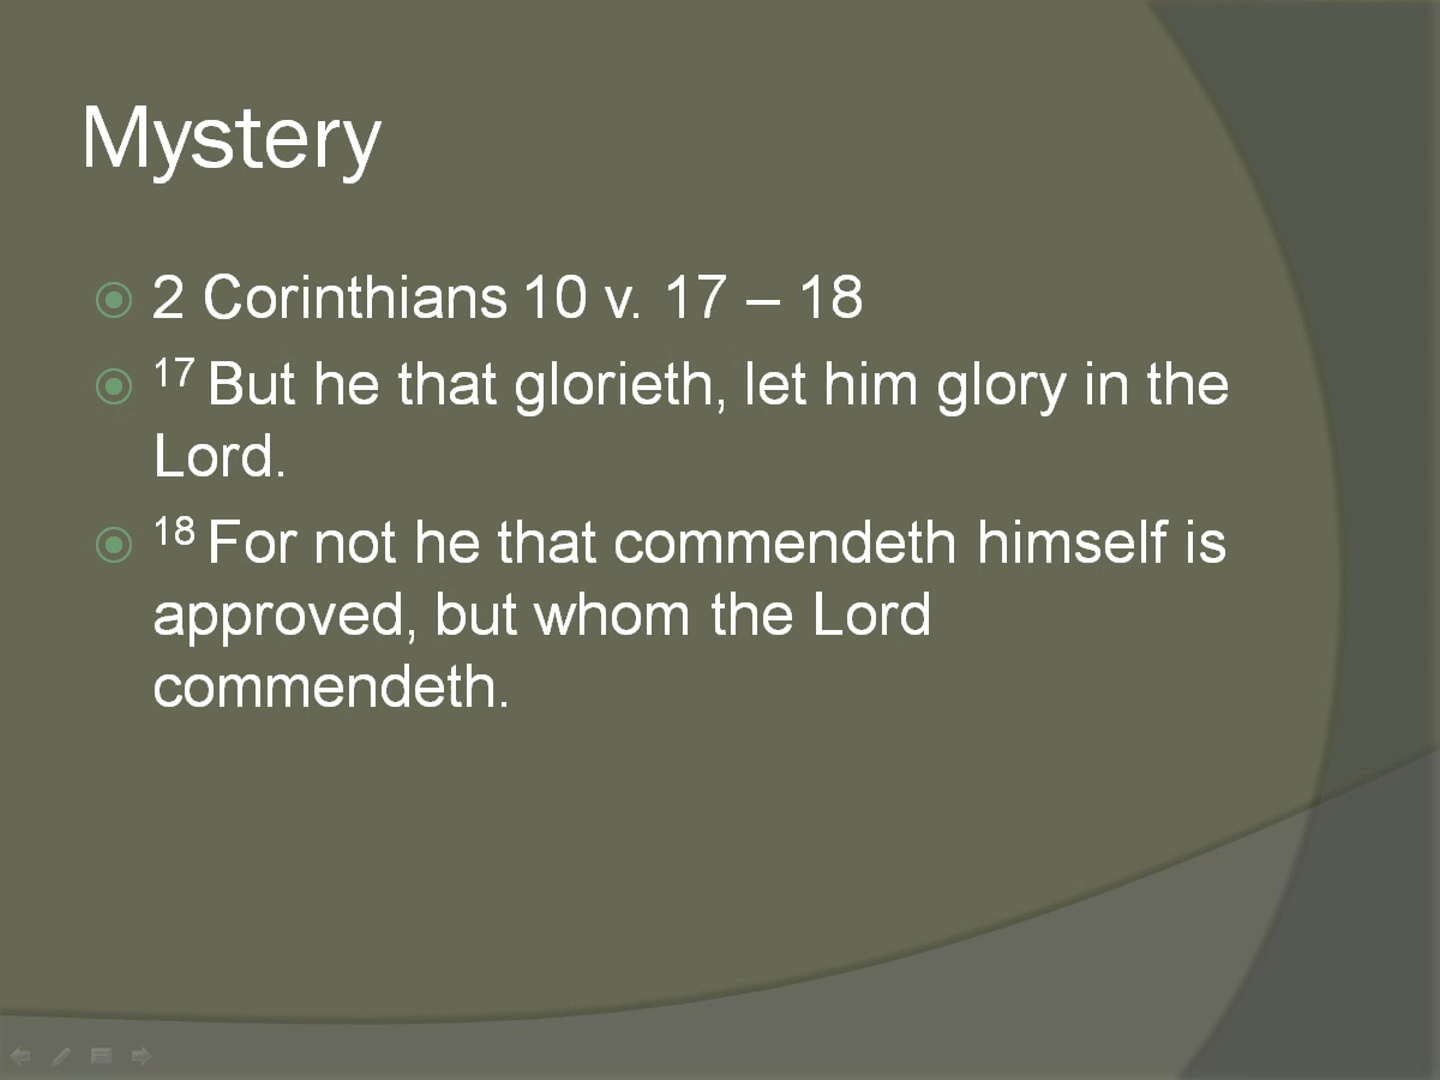 Mystery
2 Corinthians 10 v. 17 – 18
17 But he that glorieth, let him glory in the
Lord.
18 For not he that commendeth himself is
approved, but whom the Lord
commendeth.